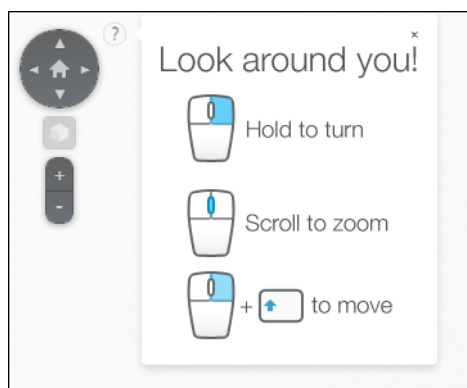 ?
×
Look around you!
Hold to turn
+
-
Scroll to zoom
+ to move